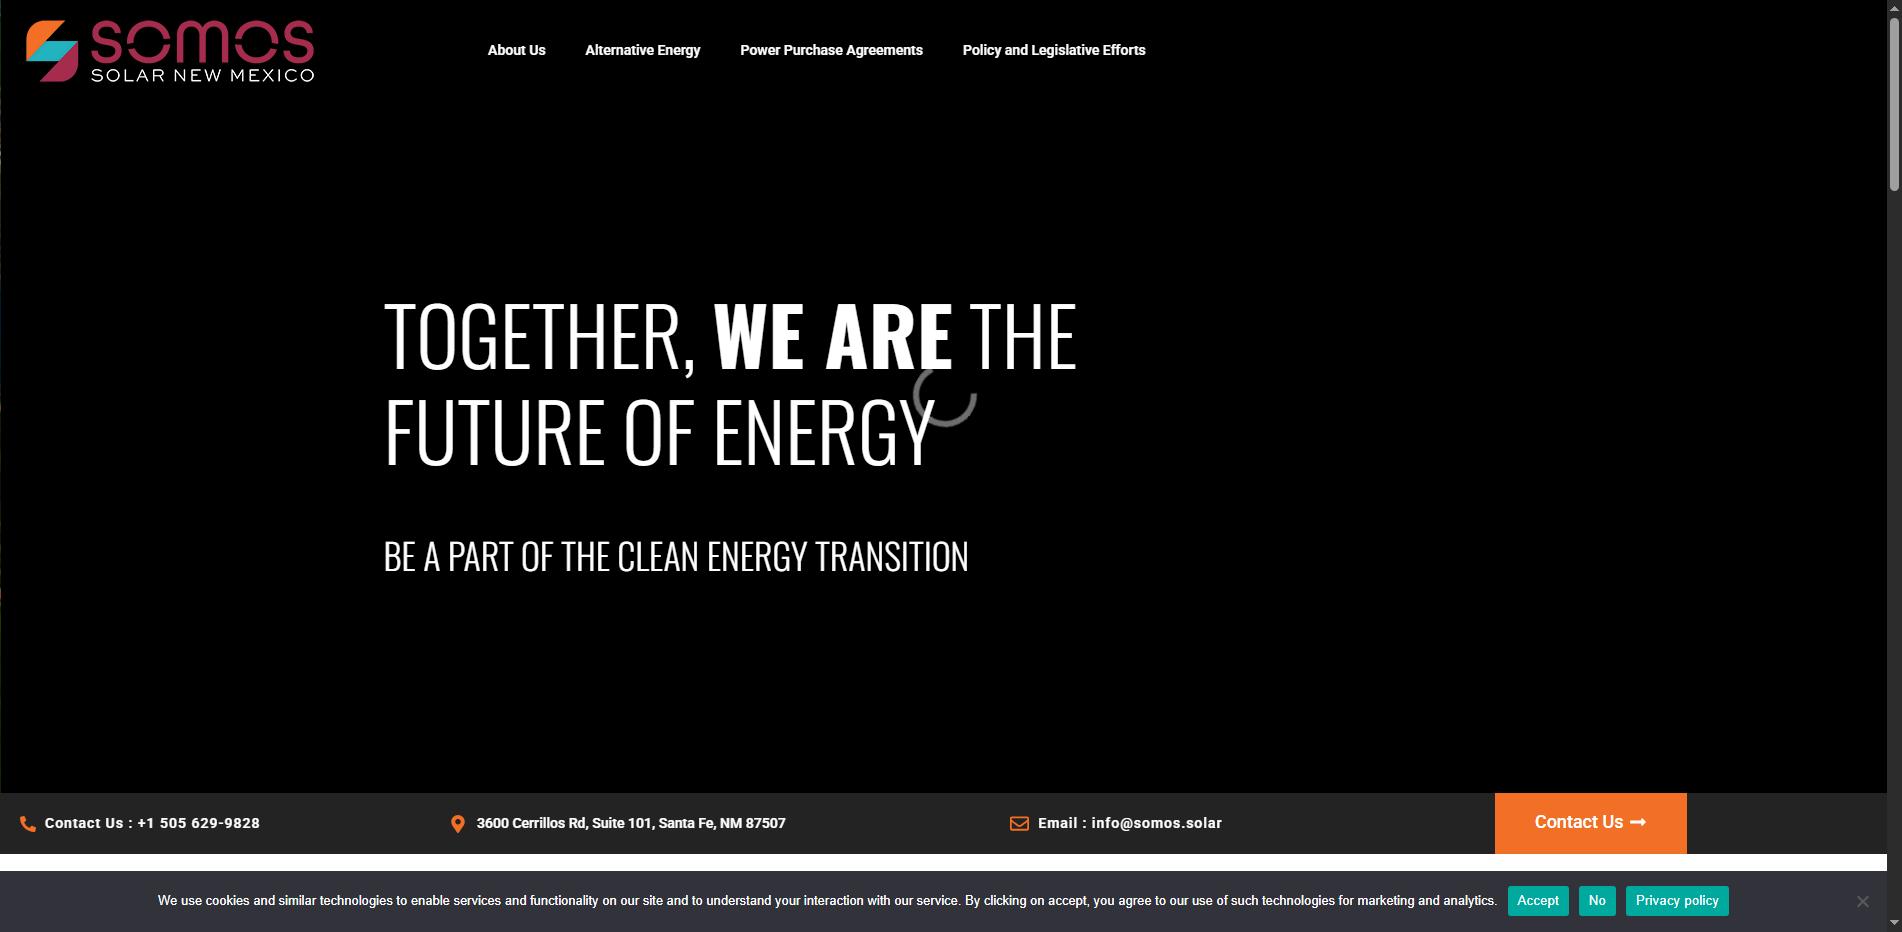 SOMOS
SOLAR NEW MEXICO
About Us
Alternative Energy
Power Purchase Agreements
Policy and Legislative Efforts
TOGETHER, WE ARE THE
FUTURE OF ENERGY
BE A PART OF THE CLEAN ENERGY TRANSITION
Contact Us : +1 505 629-9828
3600 Cerrillos Rd, Suite 101, Santa Fe, NM 87507
Email : info@somos.solar
Contact Us
We use cookies and similar technologies to enable services and functionality on our site and to understand your interaction with our service. By clicking on accept, you agree to our use of such technologies for marketing and analytics.
Accept
No
Privacy policy